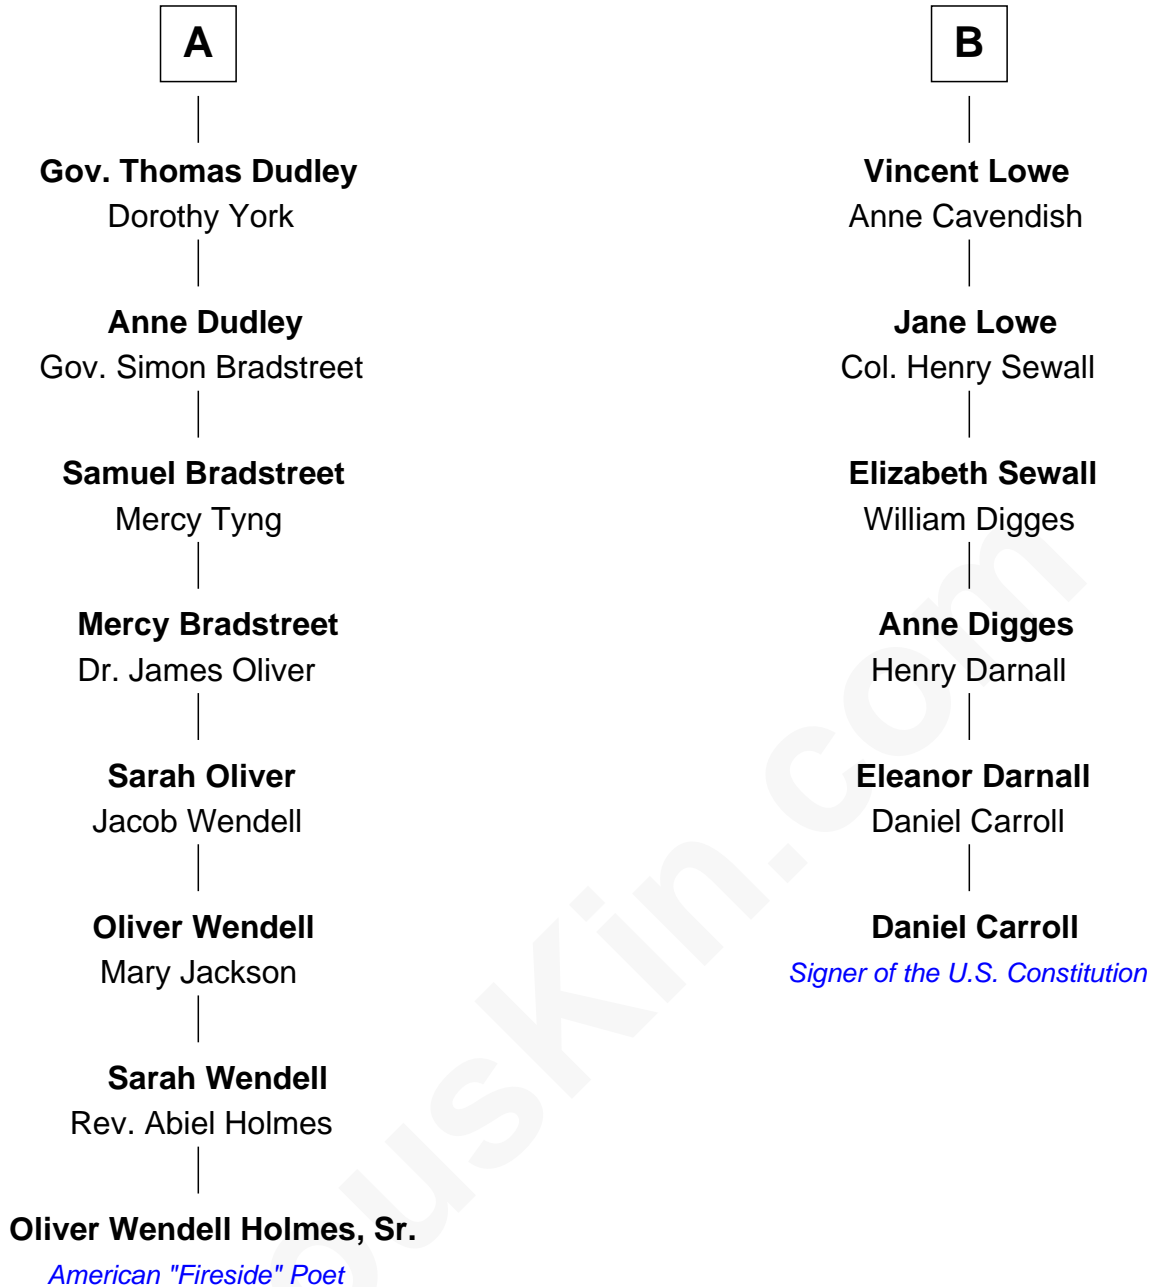 A
Gov. Thomas Dudley
Dorothy York
Anne Dudley
Gov. Simon Bradstreet
Samuel Bradstreet
Mercy Tyng
Mercy Bradstreet
Dr. James Oliver
Sarah Oliver
Jacob Wendell
Oliver Wendell
Mary Jackson
Sarah Wendell
Rev. Abiel Holmes
Oliver Wendell Holmes, Sr.
American "Fireside" Poet
B
Vincent Lowe
Anne Cavendish
Jane Lowe
Col. Henry Sewall
Elizabeth Sewall
William Digges
Anne Digges
Henry Darnall
Eleanor Darnall
Daniel Carroll
Daniel Carroll
Signer of the U.S. Constitution
ousKin.com